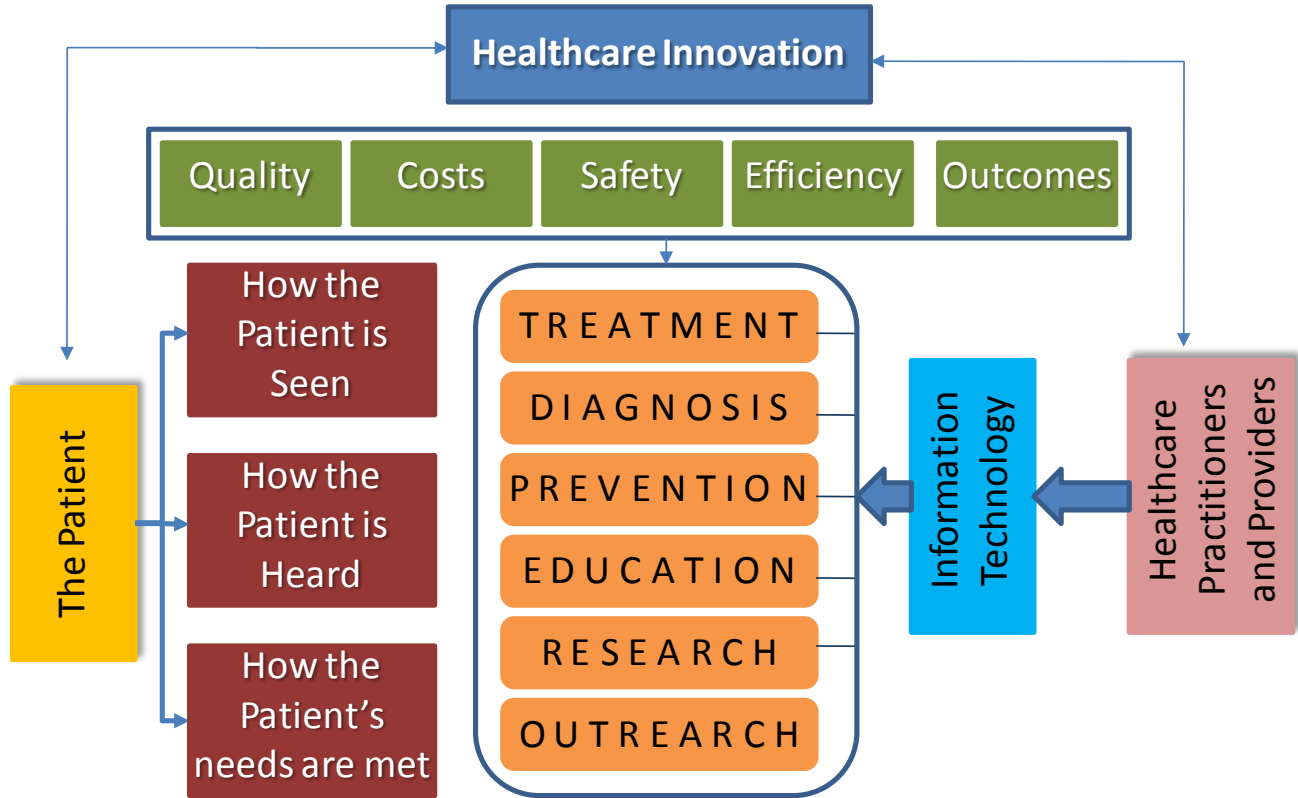 Healthcare Innovation
Quality
Costs
Safety
Efficiency
Outcomes
How the
Patient is
Seen
How the
Patient is
Heard
How the
Patient's
needs are met
The Patient
TREATMENT
DIAGNOSIS
PREVENTION
EDUCATION
RESEARCH
OUTREARCH
Information
Technology
Healthcare
Practitioners
and Providers